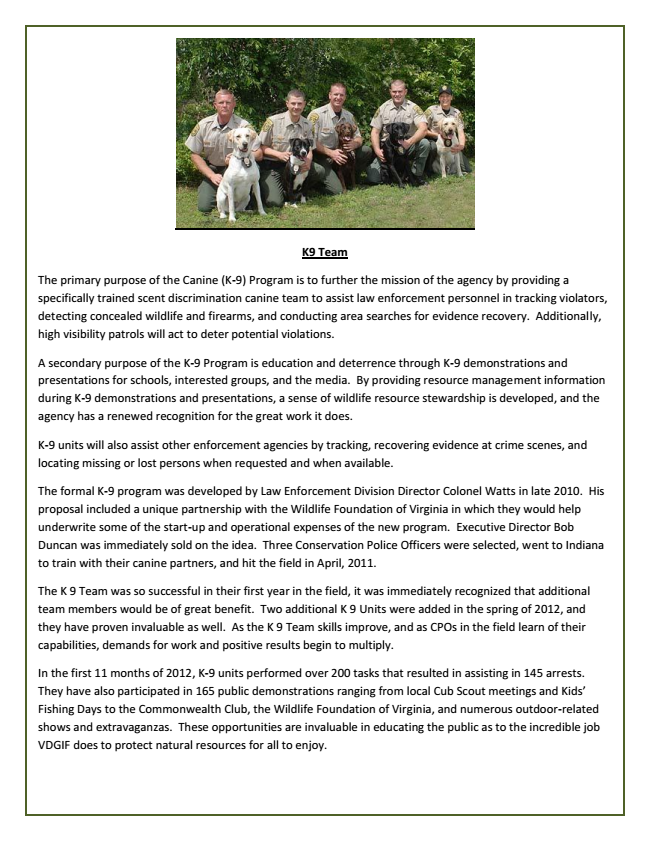 K9 Team
The primary purpose of the Canine (K-9) Program is to further the mission of the agency by providing a
specifically trained scent discrimination canine team to assist law enforcement personnel in tracking violators,
detecting concealed wildlife and firearms, and conducting area searches for evidence recovery.  Additionally,
high visibility patrols will act to deter potential violations.
A secondary purpose of the K-9 Program is education and deterrence through K-9 demonstrations and
presentations for schools, interested groups, and the media.  By providing resource management information
during K-9 demonstrations and presentations, a sense of wildlife resource stewardship is developed, and the
agency has a renewed recognition for the great work it does.
K-9 units will also assist other enforcement agencies by tracking, recovering evidence at crime scenes, and
locating missing or lost persons when requested and when available.
The formal K-9 program was developed by Law Enforcement Division Director Colonel Watts in late 2010.  His
proposal included a unique partnership with the Wildlife Foundation of Virginia in which they would help
underwrite some of the start-up and operational expenses of the new program.  Executive Director Bob
Duncan was immediately sold on the idea.  Three Conservation Police Officers were selected, went to Indiana
to train with their canine partners, and hit the field in April, 2011.
The K 9 Team was so successful in their first year in the field, it was immediately recognized that additional
team members would be of great benefit.  Two additional K 9 Units were added in the spring of 2012, and
they have proven invaluable as well.  As the K 9 Team skills improve, and as CPOs in the field learn of their
capabilities, demands for work and positive results begin to multiply.
In the first 11 months of 2012, K-9 units performed over 200 tasks that resulted in assisting in 145 arrests.
They have also participated in 165 public demonstrations ranging from local Cub Scout meetings and Kids'
Fishing Days to the Commonwealth Club, the Wildlife Foundation of Virginia, and numerous outdoor-related
shows and extravaganzas.  These opportunities are invaluable in educating the public as to the incredible job
VDGIF does to protect natural resources for all to enjoy.